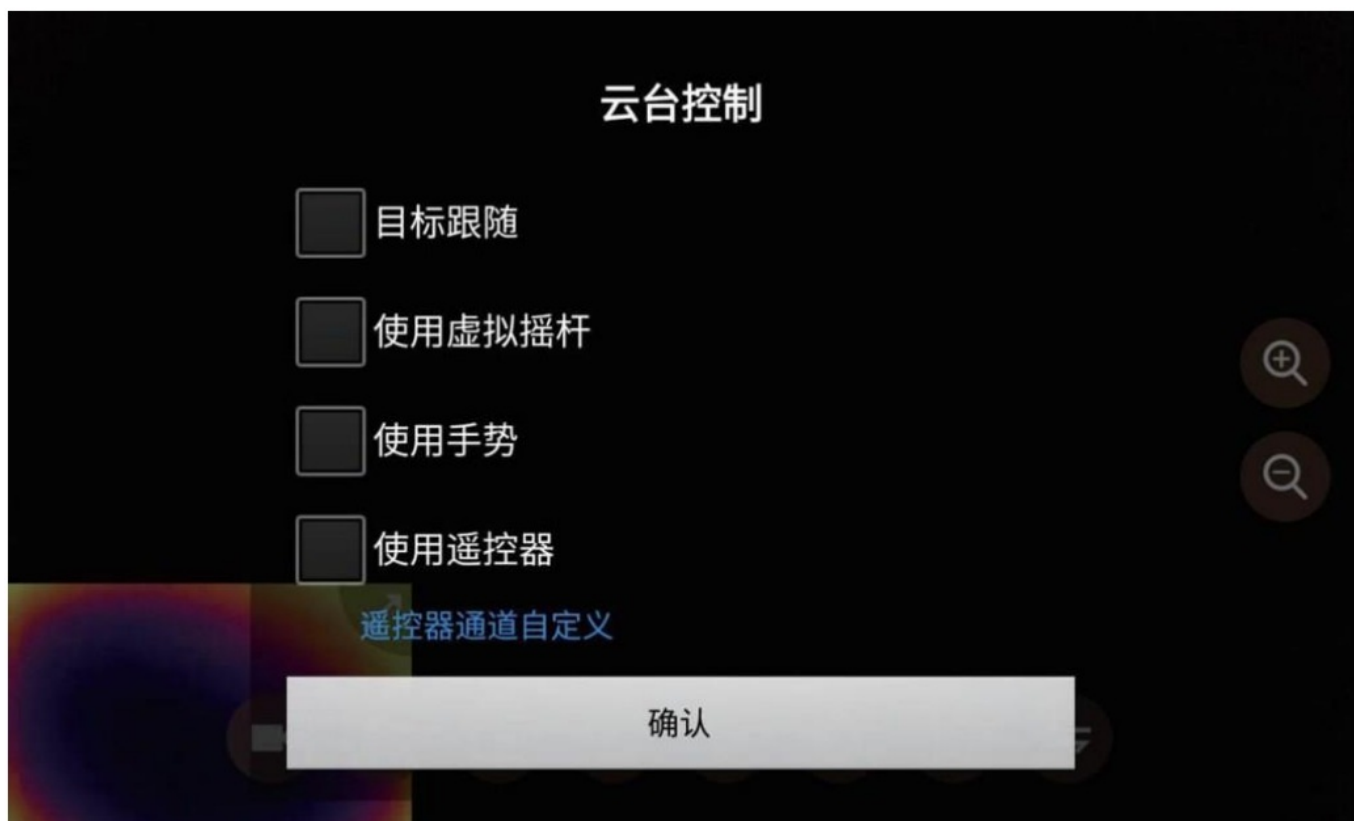 云台控制
目标跟随
使用虚拟摇杆
使用手势
使用遥控器
遥控器通道自定义
确认